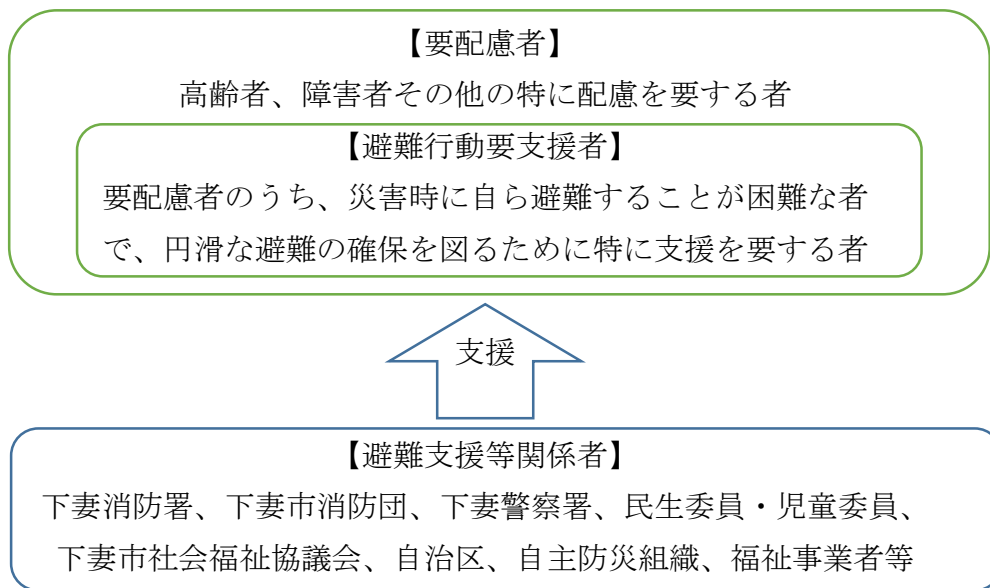 【要配慮者】
高齢者、障害者その他の特に配慮を要する者
【避難行動要支援者】
要配慮者のうち、災害時に自ら避難することが困難な者
で、円滑な避難の確保を図るために特に支援を要する者
支援
【避難支援等関係者】
下妻消防署、下妻市消防団、下妻警察署、民生委員・児童委員、
下妻市社会福祉協議会、自治区、自主防災組織、福祉事業者等